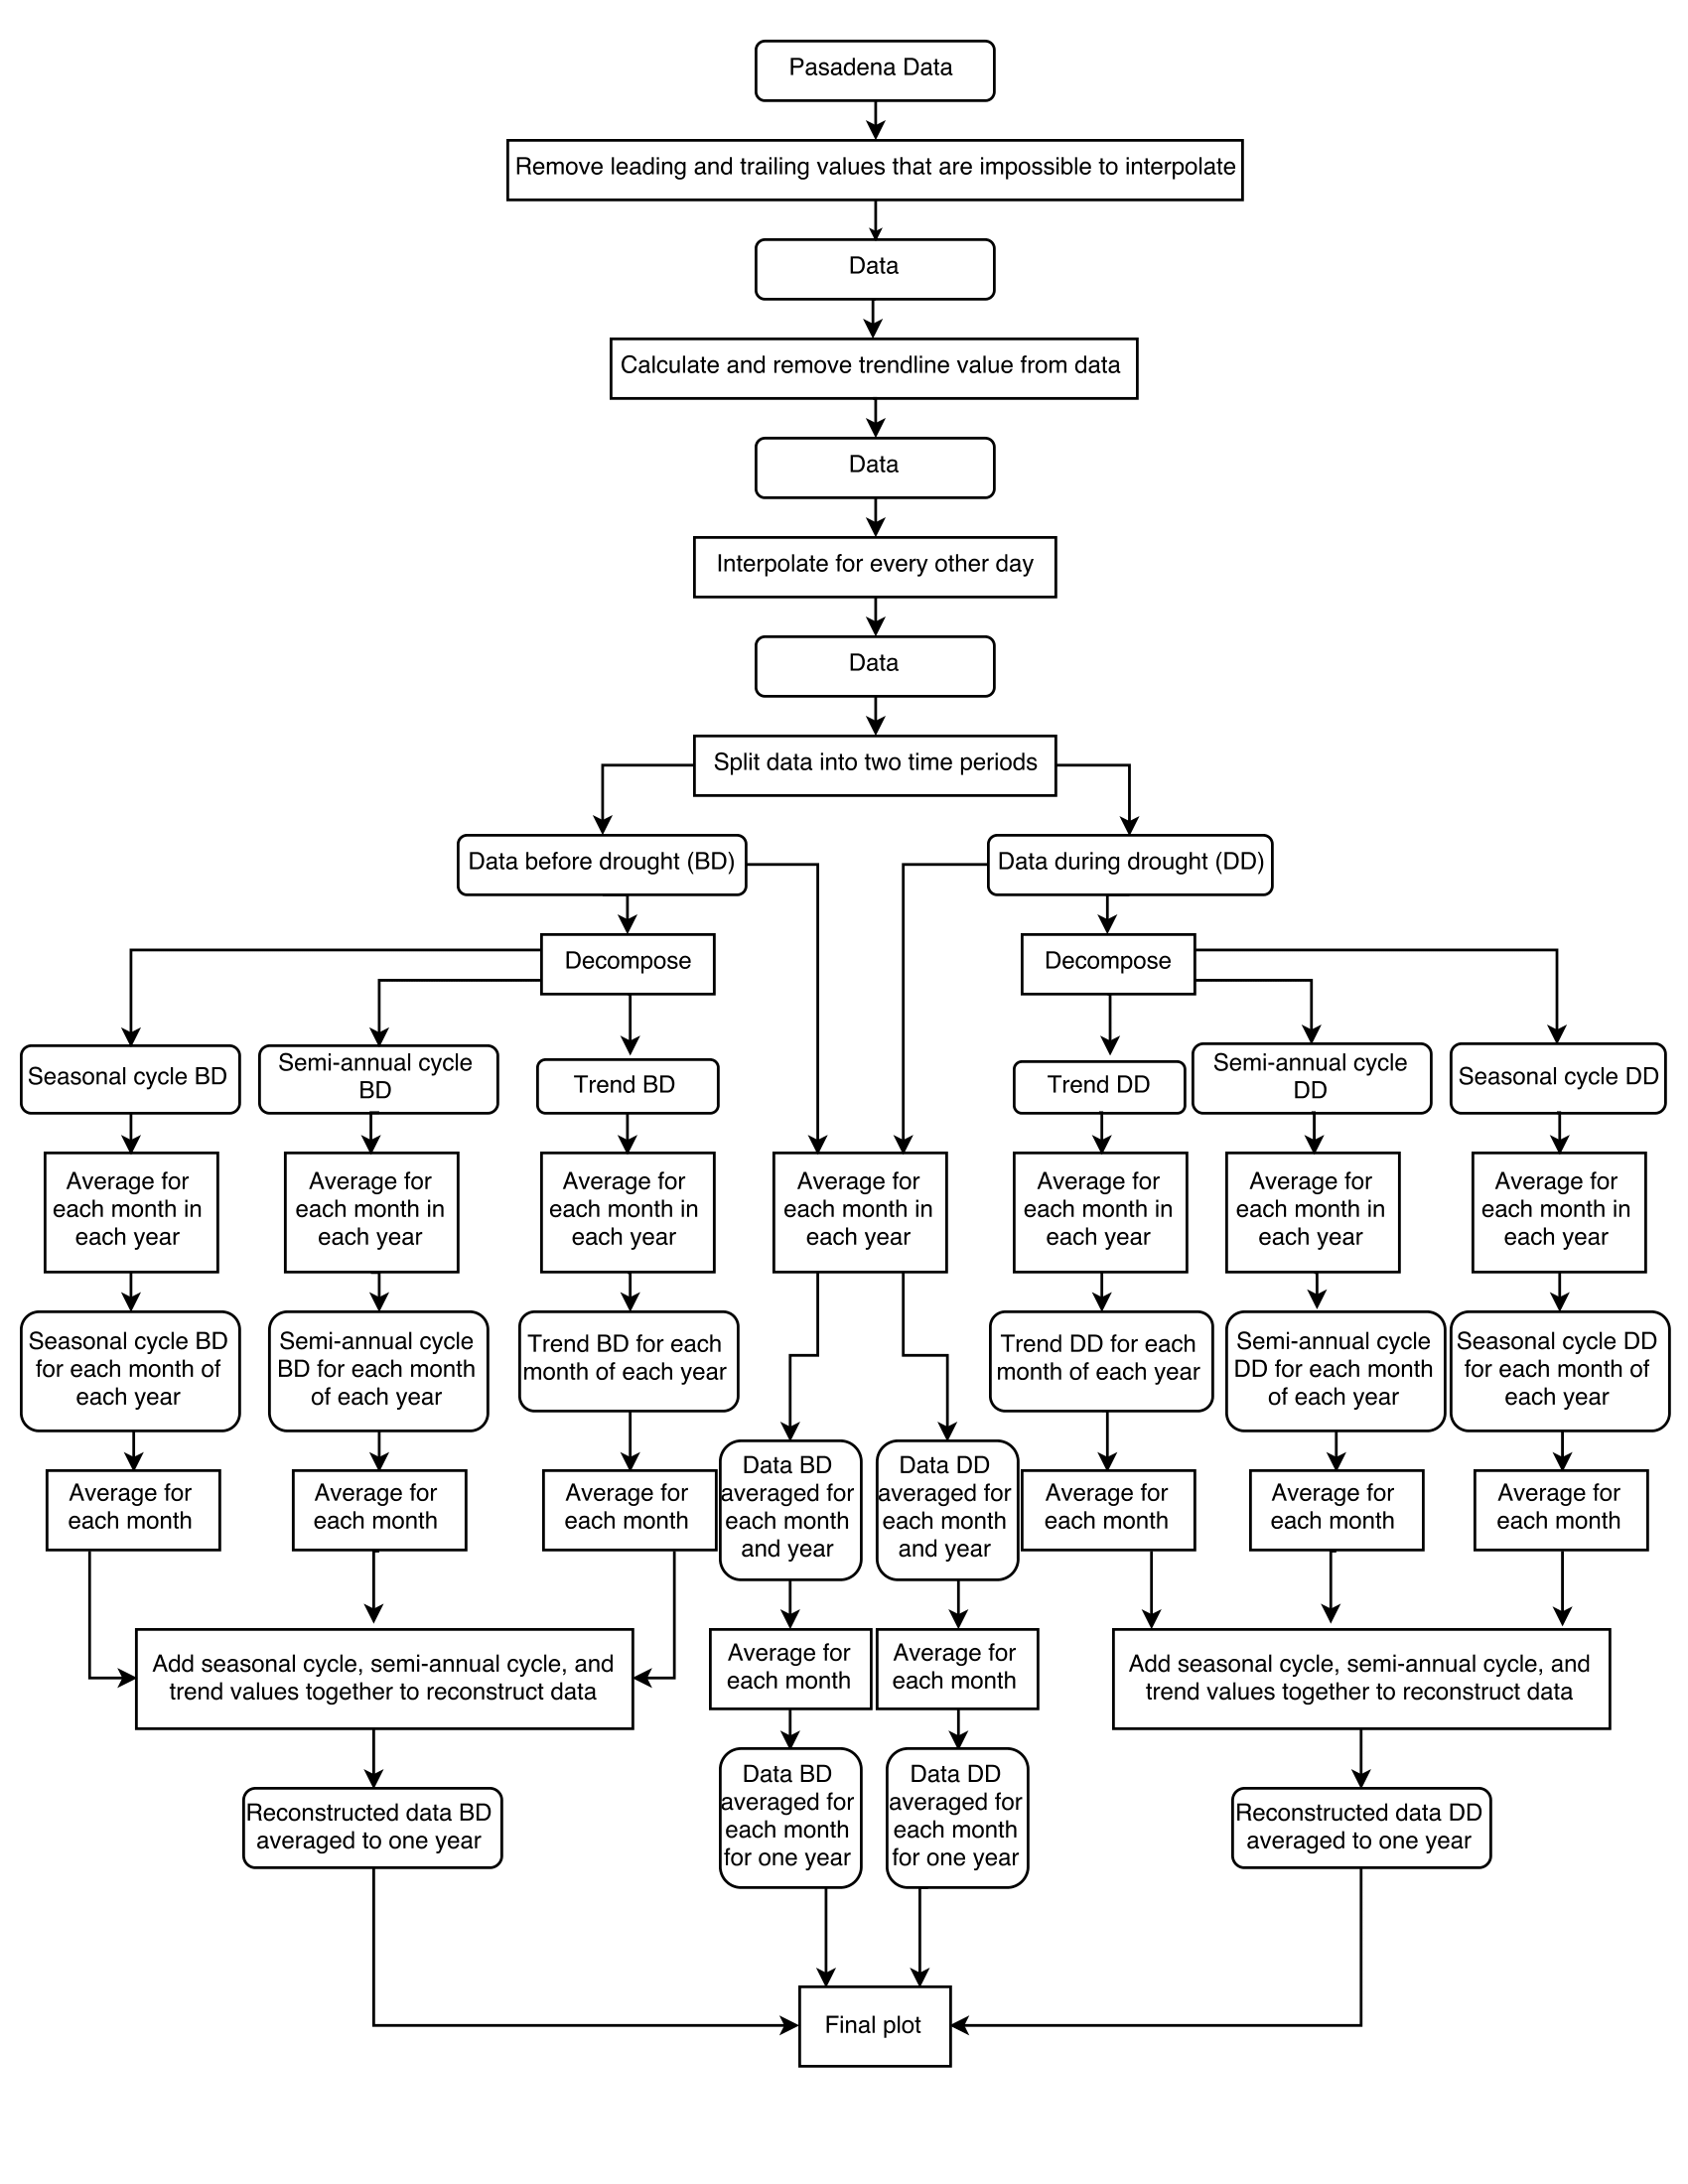 Pasadena Data
Remove leading and trailing values that are impossible to interpolate
Data
Calculate and remove trendline value from data
Data
Interpolate for every other day
Data
Split data into two time periods
Data before drought (BD)
Data during drought (DD)
Decompose
Decompose
Seasonal cycle BD
Semi-annual cycle
BD
Trend BD
Trend DD
Semi-annual cycle
DD
Seasonal cycle DD
Average for
each month in
each year
Average for
each month in
each year
Average for
each month in
each year
Average for
each month in
each year
Average for
each month in
each year
Average for
each month in
each year
Average for
each month in
each year
Seasonal cycle BD
for each month of
each year
Semi-annual cycle
BD for each month
of each year
Trend BD for each
month of each year
Trend DD for each
month of each year
Semi-annual cycle
DD for each month
of each year
Seasonal cycle DD
for each month of
each year
Average for
each month
Average for
each month
Average for
each month
Data BD
averaged for
each month
and year
Data DD
averaged for
each month
and year
Average for
each month
Average for
each month
Average for
each month
Add seasonal cycle, semi-annual cycle, and
trend values together to reconstruct data
Average for
each month
Average for
each month
Add seasonal cycle, semi-annual cycle, and
trend values together to reconstruct data
Reconstructed data BD
averaged to one year
Data BD
averaged for
each month
for one year
Data DD
averaged for
each month
for one year
Reconstructed data DD
averaged to one year
Final plot